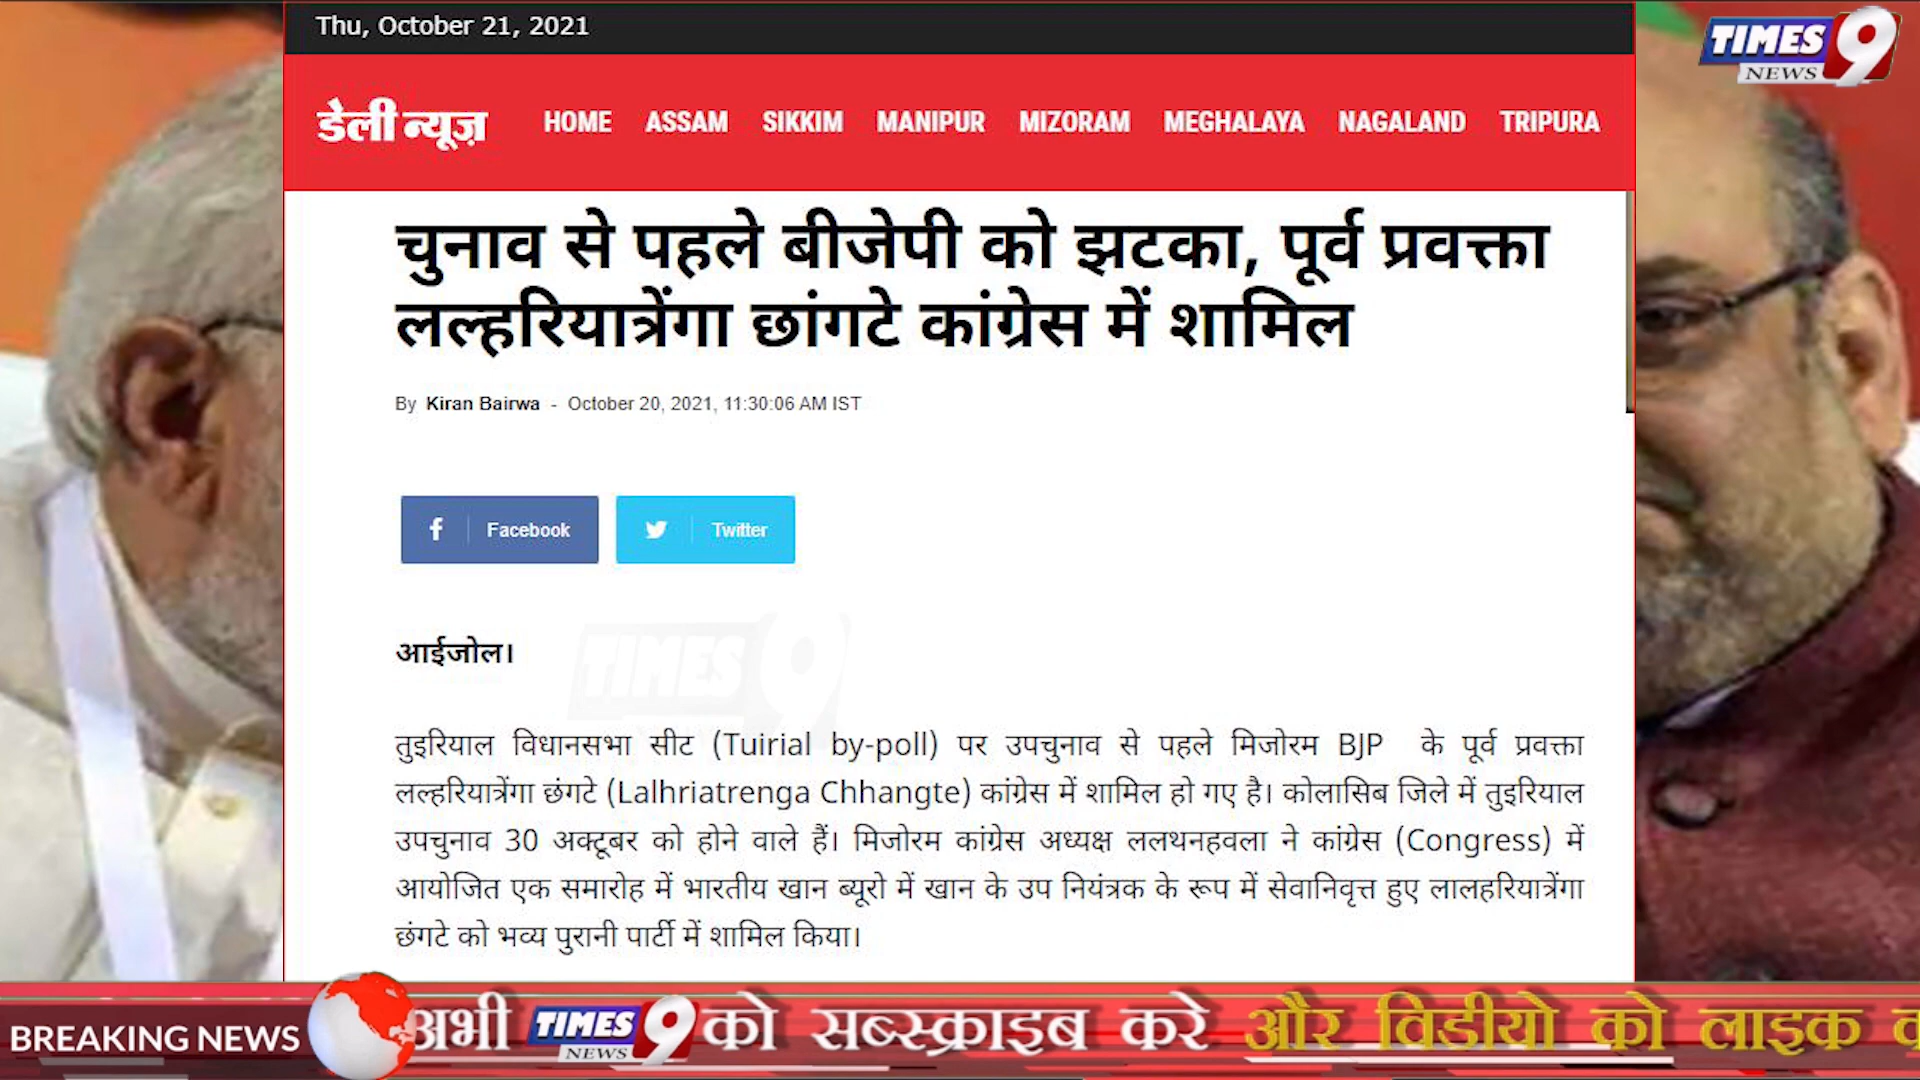 Thu, October 21, 2021
TIMES 9
NEWS
डेली न्यूज़ HOME ASSAM SIKKIM MANIPUR MIZORAM MEGHALAYA NAGALAND TRIPURA
चुनाव से पहले बीजेपी को झटका, पूर्व प्रवक्ता
लल्हरियात्रेंगा छांगटे कांग्रेस में शामिल
By Kiran Bairwa - October 20, 2021, 11:30:06 AM IST
Facebook Twitter
आईजोल।
TIMES 9
तुइरियाल विधानसभा सीट (Tuirial by-poll) पर उपचुनाव से पहले मिजोरम BJP के पूर्व प्रवक्ता
लल्हरियात्रेंगा छंगटे (Lalhriatrenga Chhangte) कांग्रेस में शामिल हो गए है। कोलासिब जिले में तुइरियाल
उपचुनाव 30 अक्टूबर को होने वाले हैं। मिजोरम कांग्रेस अध्यक्ष ललथनहवला ने कांग्रेस (Congress) में
आयोजित एक समारोह में भारतीय खान ब्यूरो में खान के उप नियंत्रक के रूप में सेवानिवृत्त हुए लालहरियात्रेंगा
छंगटे को भव्य पुरानी पार्टी में शामिल किया।
BREAKING NEWS अभी TIMES 9 NEWS को सब्स्क्राइब करे और विडीयो को लाइक